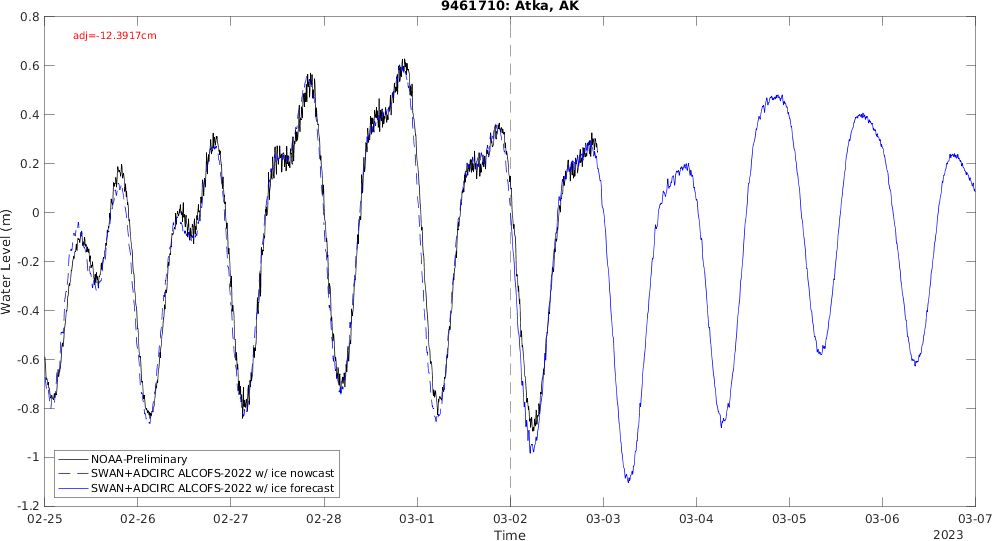 9461710: Atka, AK
adj=-12.3917cm
0.8
0.6
0.4
0.2
0
-0.2
-0.4
-0.6
-0.8
-1
-1.2
Water Level (m)
NOAA-Preliminary
SWAN+ADCIRC ALCOFS-2022 w/ ice nowcast
SWAN+ADCIRC ALCOFS-2022 w/ ice forecast
02-25 02-26 02-27 02-28 03-01 03-02 03-03 03-04 03-05 03-06 03-07
Time
2023